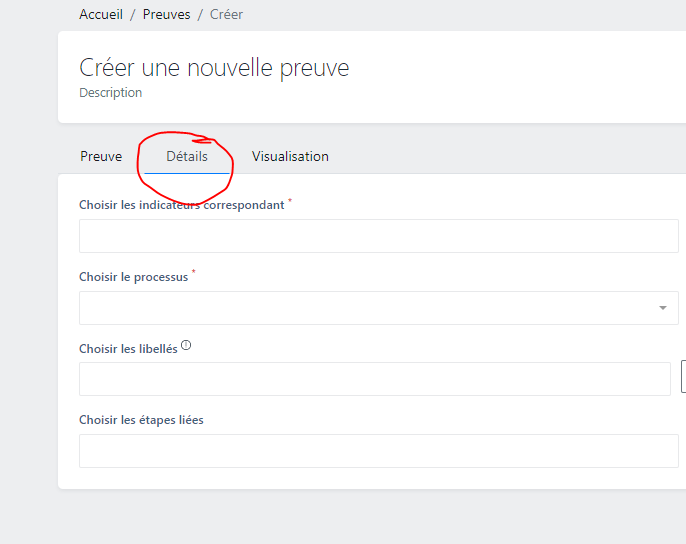 Accueil / Preuves / Créer
Créer une nouvelle preuve
Description
Preuve Détails Visualisation
Choisir les indicateurs correspondant *
Choisir le processus *
Choisir les libellés
Choisir les étapes liées